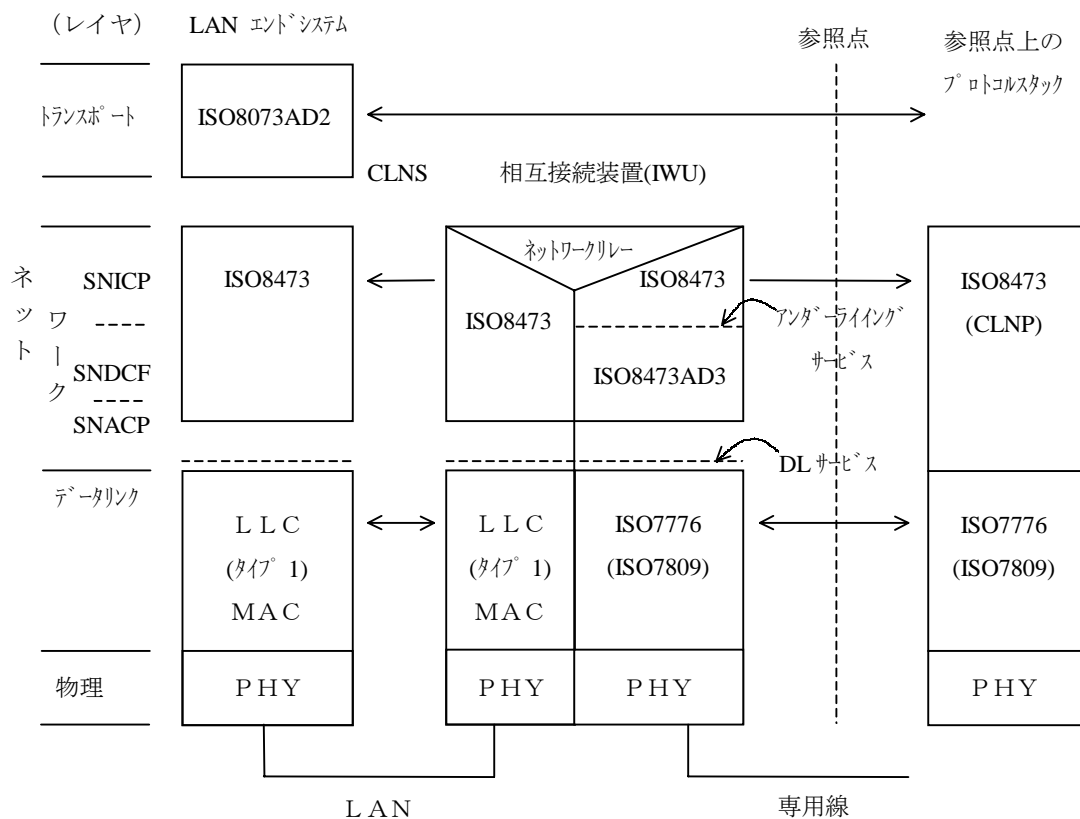 (レイヤ)
LAN エンドシステム
参照点
参照点上の
プロトコルスタック
トランスポート
ISO8073AD2
CLNS
相互接続装置(IWU)
ネットワーク
SNICP
SNDCF
SNACP
ISO8473
ネットワークリレー
ISO8473
ISO8473
ISO8473AD3
アンダーライイング
サービス
ISO8473
(CLNP)
DLサービス
データリンク
LLC
(タイプ 1)
MAC
LLC
(タイプ 1)
MAC
ISO7776
(ISO7809)
ISO7776
(ISO7809)
物理
PHY
PHY
PHY
PHY
LAN
専用線